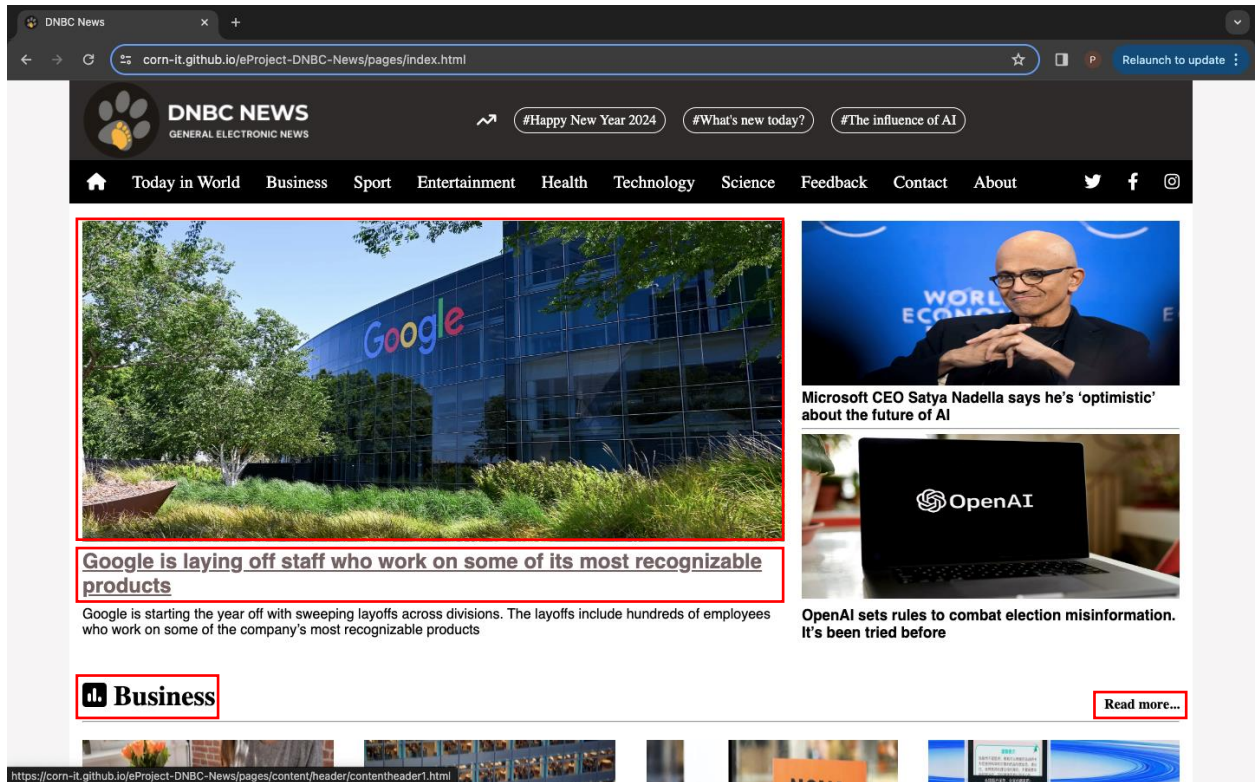 DNBC News
corn-it.github.io/eProject-DNBC-News/pages/index.html
P
Relaunch to update
DNBC NEWS
GENERAL ELECTRONIC NEWS
#Happy New Year 2024
#What's new today?
#The influence of AI
Today in World Business Sport Entertainment Health Technology Science Feedback Contact About
Google
WORL
ECONO
E
Microsoft CEO Satya Nadella says he's ‘optimistic’
about the future of AI
OpenAI
Google is laying off staff who work on some of its most recognizable
products
Google is starting the year off with sweeping layoffs across divisions. The layoffs include hundreds of employees
who work on some of the company's most recognizable products
OpenAI sets rules to combat election misinformation.
It's been tried before
Business
Read more...
https://corn-it.github.io/eProject-DNBC-News/pages/content/header/contentheader1.html